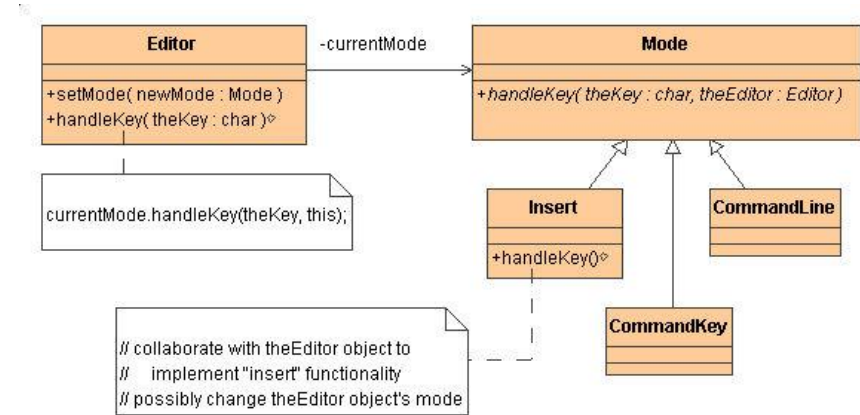 Editor
-currentMode
Mode
+setMode( newMode : Mode )
+handleKey( theKey : char )
+handleKey( theKey : char, theEditor : Editor )
currentMode.handleKey(theKey, this);
Insert
CommandLine
+handleKey()
CommandKey
// collaborate with theEditor object to
// implement "insert" functionality
// possibly change theEditor object's mode